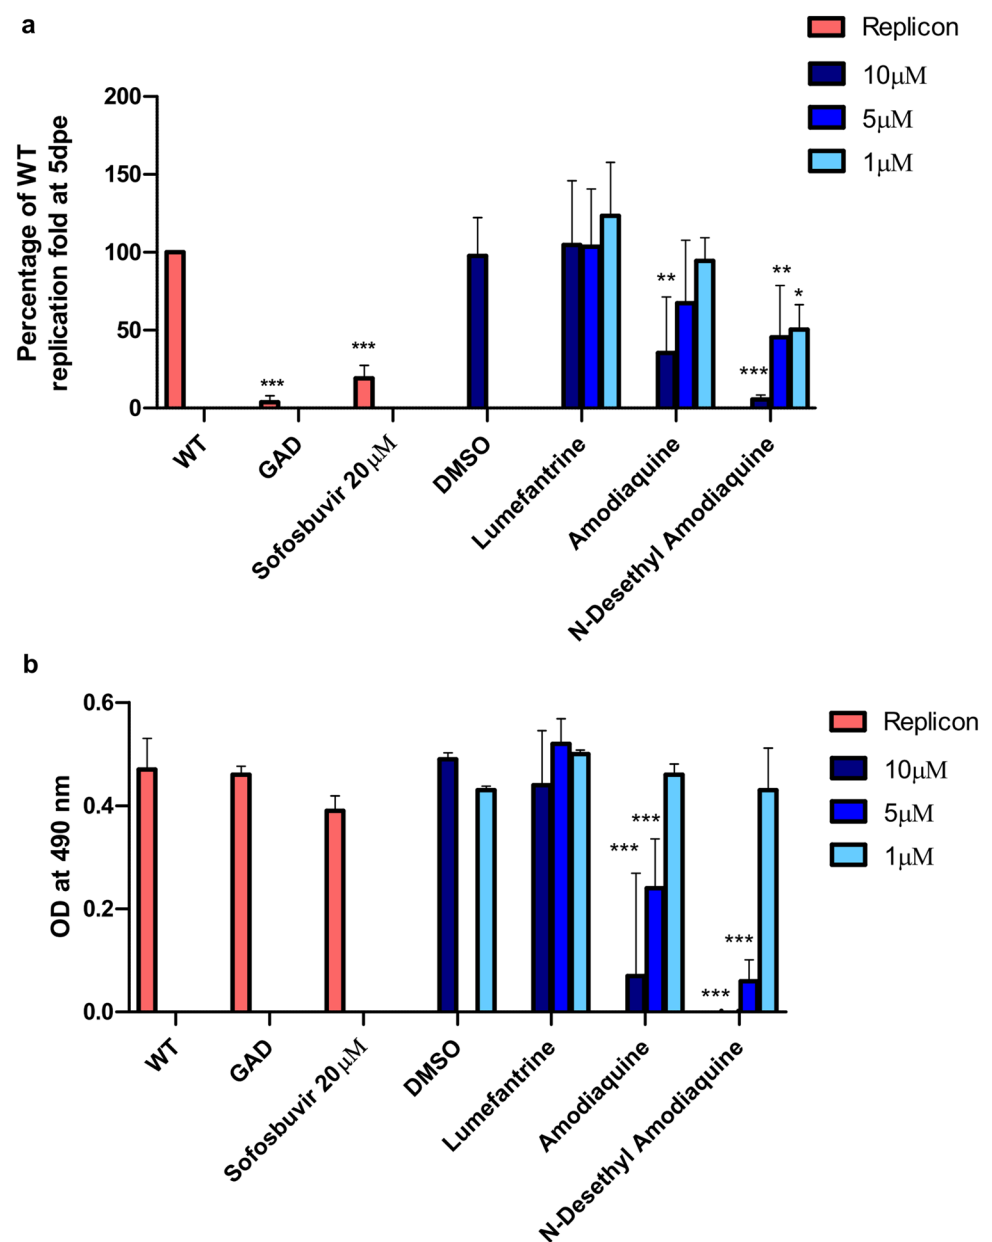 a
Replicon
10μM
5μM
1μM
Percentage of WT
replication fold at 5dpe
200
150
100
50
0
***
***
**
***
**
*
WT
GAD
Sofosbuvir 20μM
DMSO
Lumefantrine
Amodiaquine
N-Desethyl Amodiaquine
b
Replicon
10μM
5μM
1μM
OD at 490 nm
0.6
0.4
0.2
0.0
***
***
***
***
WT
GAD
Sofosbuvir 20μM
DMSO
Lumefantrine
Amodiaquine
N-Desethyl Amodiaquine